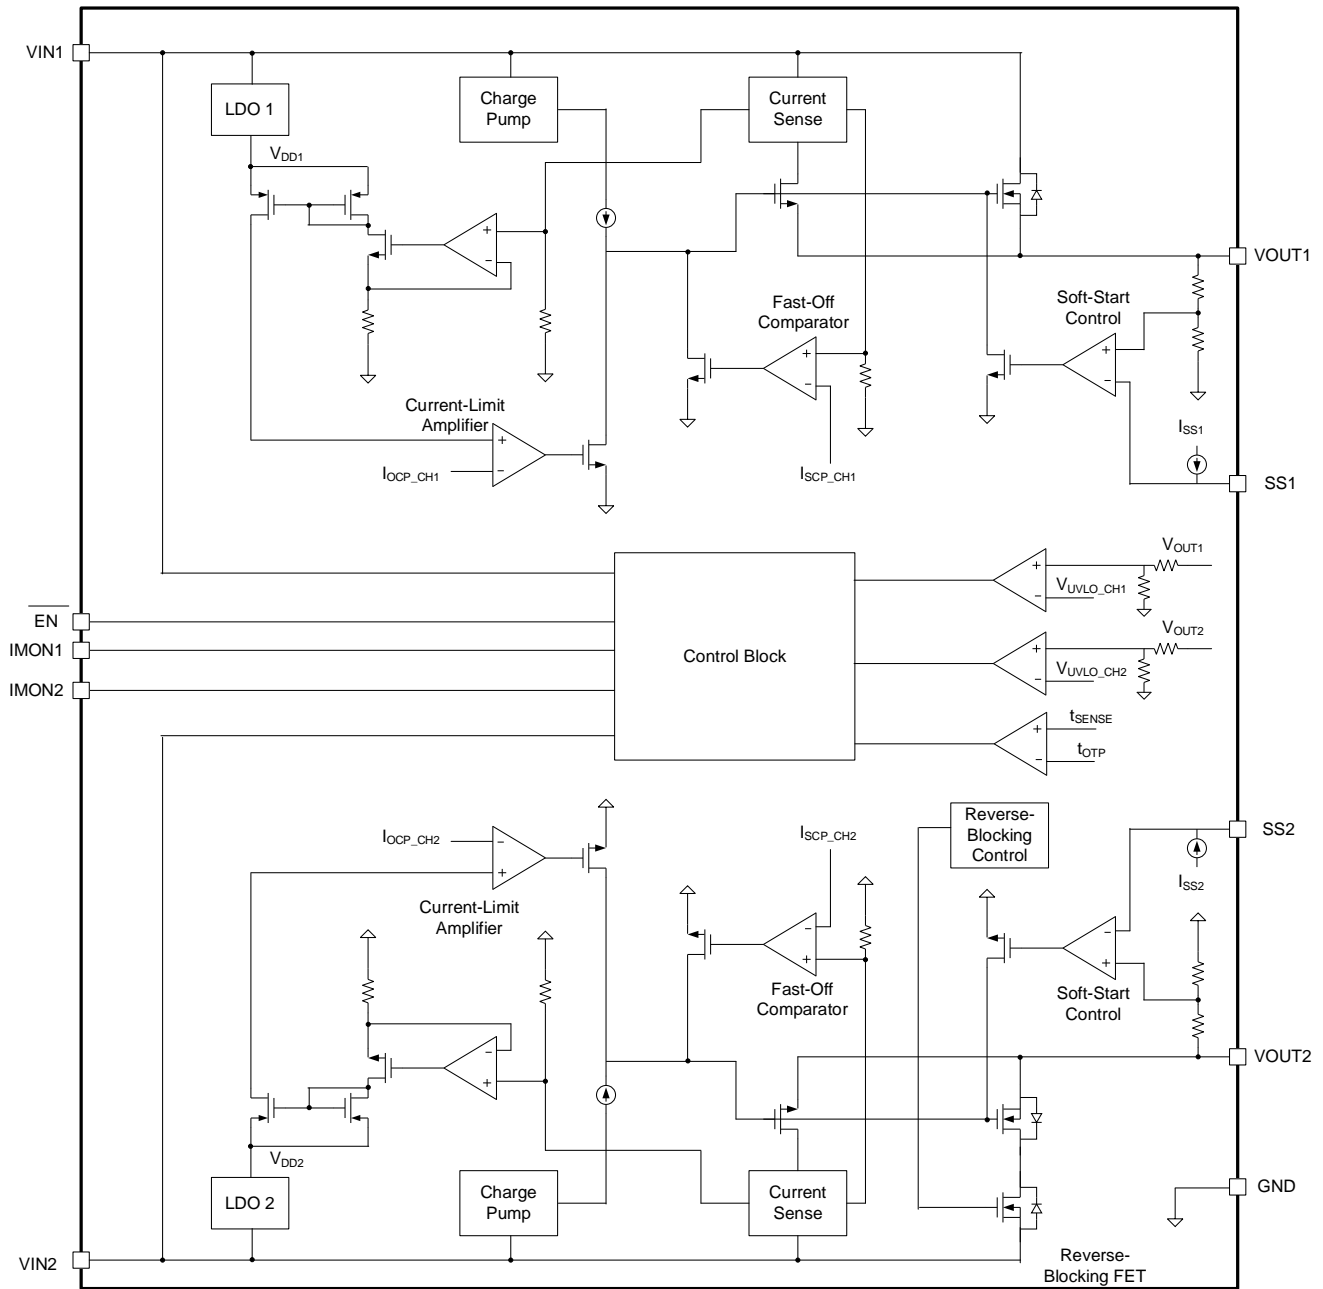 VIN1
LDO 1
Charge
Pump
Current
Sense
VDD1
VOUT1
Fast-Off
Comparator
Soft-Start
Control
+
−
+
−
+
−
Current-Limit
Amplifier
+
−
IOCP_CH1
ISCP_CH1
ISS1
SS1
VOUT1
+
−
VUVLO_CH1
EN
IMON1
IMON2
Control Block
VOUT2
+
−
VUVLO_CH2
tSENSE
+
−
tOTP
IOCP_CH2
−
+
Current-Limit
Amplifier
ISCP_CH2
Reverse-
Blocking
Control
SS2
ISS2
−
+
Fast-Off
Comparator
−
+
Soft-Start
Control
−
+
VOUT2
VDD2
LDO 2
Charge
Pump
Current
Sense
GND
VIN2
Reverse-
Blocking FET